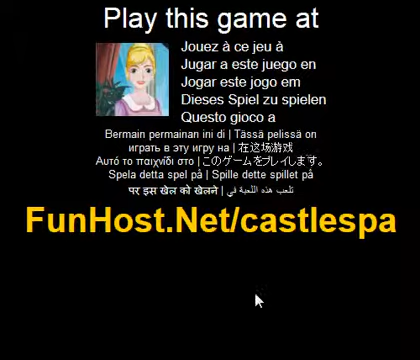 Play this game at
Jouez à ce jeu à
Jugar a este juego en
Jogar este jogo em
Dieses Spiel zu spielen
Questo gioco a
Bermain permainan ini di | Tässä pelissä on
играть в эту игру на | 在这场游戏
Αυτό το παιχνίδι στο | このゲームをプレイします。
Spela detta spel på | Spille dette spillet på
पर इस खेल को खेलने | تلعب هذه اللعبة في
FunHost.Net/castlespa